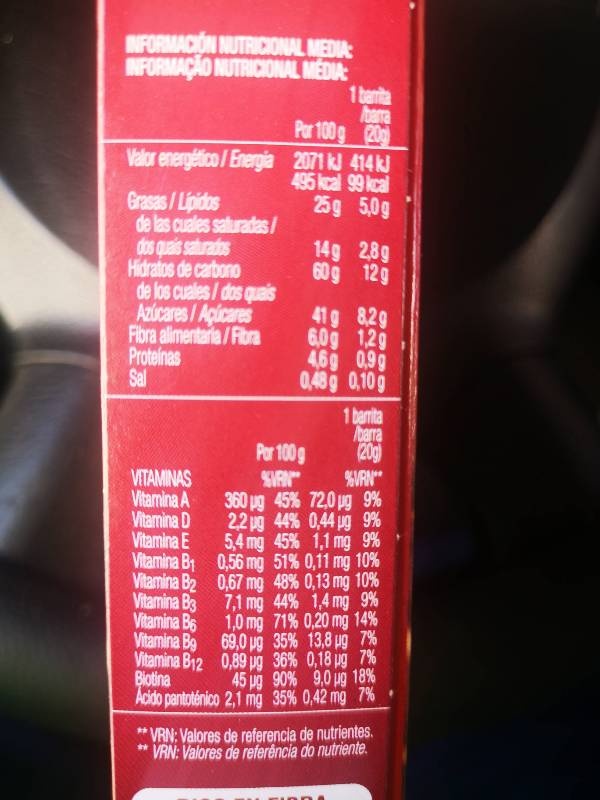 INFORMACIÓN NUTRICIONAL MEDIA:
INFORMAÇÃO NUTRICIONAL MÉDIA:
1 barrita
/barra
Por 100 g (20g)
Valor energético / Energia 2071 kJ 414 kJ
495 kcal 99 kcal
Grasas / Lípidos 25 g 5,0 g
de las cuales saturadas /
dos quais saturados 14 g 2,8 g
Hidratos de carbono 60 g 12 g
de los cuales / dos quais
Azúcares / Açúcares 41 g 8,2 g
Fibra alimentaria / Fibra 6,0 g 1,2 g
Proteínas 4,6 g 0,9 g
Sal 0,48 g 0,10 g
1 barrita
/barra
Por 100 g (20g)
VITAMINAS %VRN** %VRN**
Vitamina A 360 µg 45% 72,0 µg 9%
Vitamina D 2,2 µg 44% 0,44 µg 9%
Vitamina E 5,4 mg 45% 1,1 mg 9%
Vitamina B1 0,56 mg 51% 0,11 mg 10%
Vitamina B2 0,67 mg 48% 0,13 mg 10%
Vitamina B3 7,1 mg 44% 1,4 mg 9%
Vitamina B6 1,0 mg 71% 0,20 mg 14%
Vitamina B9 69,0 µg 35% 13,8 µg 7%
Vitamina B12 0,89 µg 36% 0,18 µg 7%
Biotina 45 µg 90% 9,0 µg 18%
Ácido pantoténico 2,1 mg 35% 0,42 mg 7%
** VRN: Valores de referencia de nutrientes.
** VRN: Valores de referência do nutriente.
RICO EN FIBRA